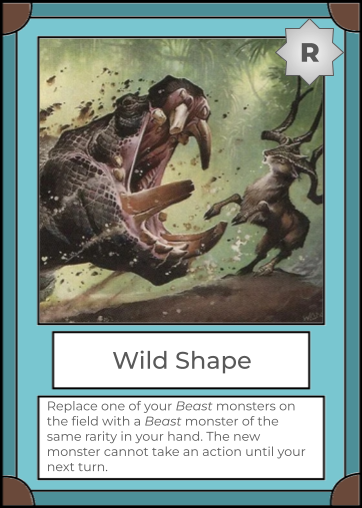 R
Wild Shape
Replace one of your Beast monsters on
the field with a Beast monster of the
same rarity in your hand. The new
monster cannot take an action until your
next turn.